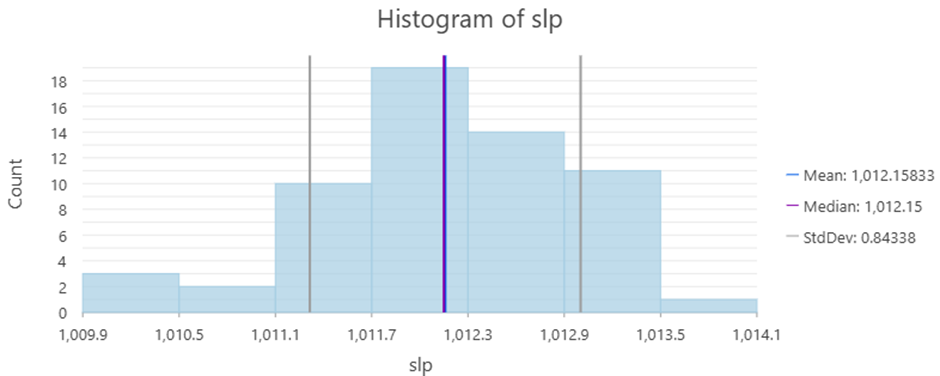 Histogram of slp
Count
18
16
14
12
10
8
6
4
2
0
1,009.9 1,010.5 1,011.1 1,011.7 1,012.3 1,012.9 1,013.5 1,014.1
slp
Mean: 1,012.15833
Median: 1,012.15
StdDev: 0.84338